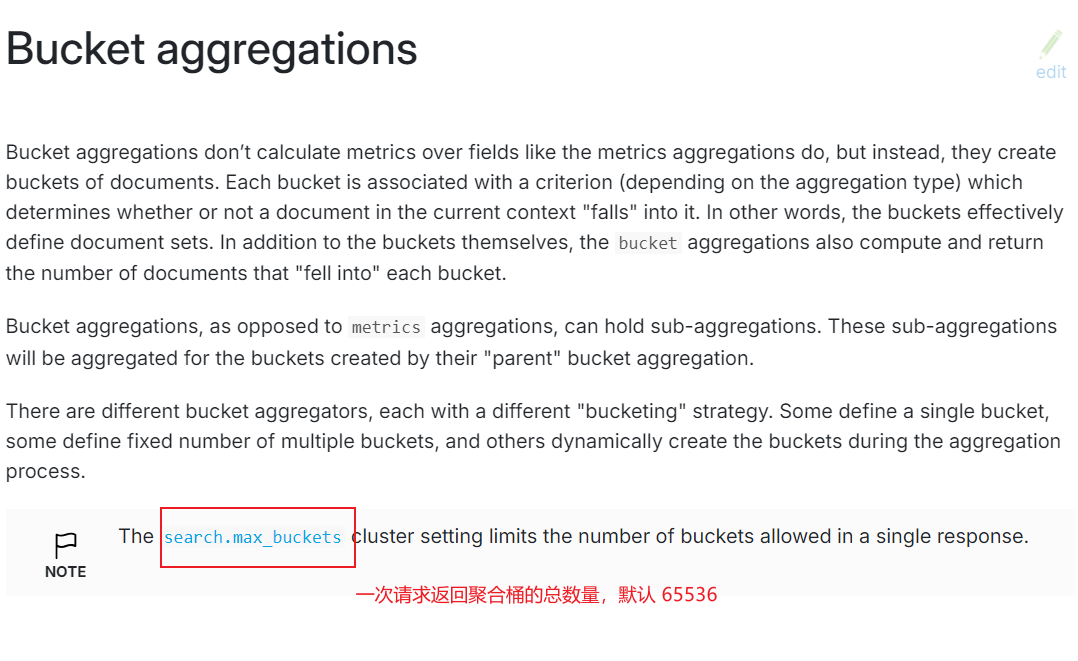 Bucket aggregations
edit
Bucket aggregations don’t calculate metrics over fields like the metrics aggregations do, but instead, they create
buckets of documents. Each bucket is associated with a criterion (depending on the aggregation type) which
determines whether or not a document in the current context "falls" into it. In other words, the buckets effectively
define document sets. In addition to the buckets themselves, the bucket aggregations also compute and return
the number of documents that "fell into" each bucket.
Bucket aggregations, as opposed to metrics aggregations, can hold sub-aggregations. These sub-aggregations
will be aggregated for the buckets created by their "parent" bucket aggregation.
There are different bucket aggregators, each with a different "bucketing" strategy. Some define a single bucket,
some define fixed number of multiple buckets, and others dynamically create the buckets during the aggregation
process.
The search.max_buckets cluster setting limits the number of buckets allowed in a single response.
NOTE
一次请求返回聚合桶的总数量，默认 65536